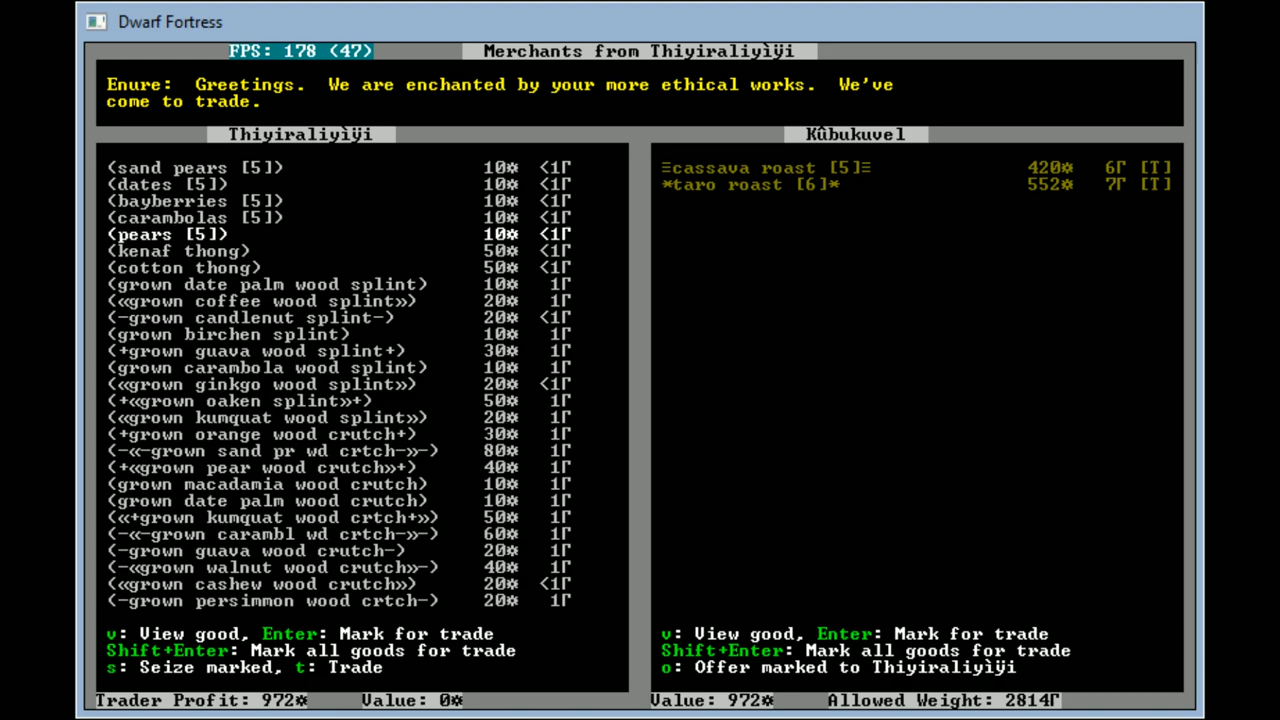 Dwarf Fortress
FPS: 178 (47)
Merchants from Thiyiraliyìÿi
Enure: Greetings. We are enchanted by your more ethical works. We've
come to trade.
Thiyiraliyìÿi
Kûbukuvel
(sand pears [5]) 10☼ <1Γ
(dates [5]) 10☼ <1Γ
(bayberries [5]) 10☼ <1Γ
(carambolas [5]) 10☼ <1Γ
(pears [5]) 10☼ <1Γ
(kenaf thong) 50☼ <1Γ
(cotton thong) 50☼ <1Γ
(grown date palm wood splint) 10☼ 1Γ
(«grown coffee wood splint») 20☼ 1Γ
(-grown candlenut splint-) 20☼ <1Γ
(grown birchen splint) 10☼ 1Γ
(+grown guava wood splint+) 30☼ 1Γ
(grown carambola wood splint) 10☼ 1Γ
(«grown ginkgo wood splint») 20☼ <1Γ
(+«grown oaken splint»+) 50☼ 1Γ
(«grown kumquat wood splint») 20☼ 1Γ
(+grown orange wood crutch+) 30☼ 1Γ
(-«-grown sand pr wd crtch-»-) 80☼ 1Γ
(+«grown pear wood crutch»+) 40☼ 1Γ
(grown macadamia wood crutch) 10☼ 1Γ
(grown date palm wood crutch) 10☼ 1Γ
(«+grown kumquat wood crtch+») 50☼ 1Γ
(-«-grown carambl wd crtch-»-) 60☼ 1Γ
(-grown guava wood crutch-) 20☼ 1Γ
(-«grown walnut wood crutch»-) 40☼ 1Γ
(«grown cashew wood crutch») 20☼ <1Γ
(-grown persimmon wood crtch-) 20☼ 1Γ
v: View good, Enter: Mark for trade
Shift+Enter: Mark all goods for trade
s: Seize marked, t: Trade
Trader Profit: 972☼ Value: 0☼
≡cassava roast [5]≡ 420☼ 6Γ [T]
*taro roast [6]* 552☼ 7Γ [T]
v: View good, Enter: Mark for trade
Shift+Enter: Mark all goods for trade
o: Offer marked to Thiyiraliyìÿi
Value: 972☼ Allowed Weight: 2814Γ